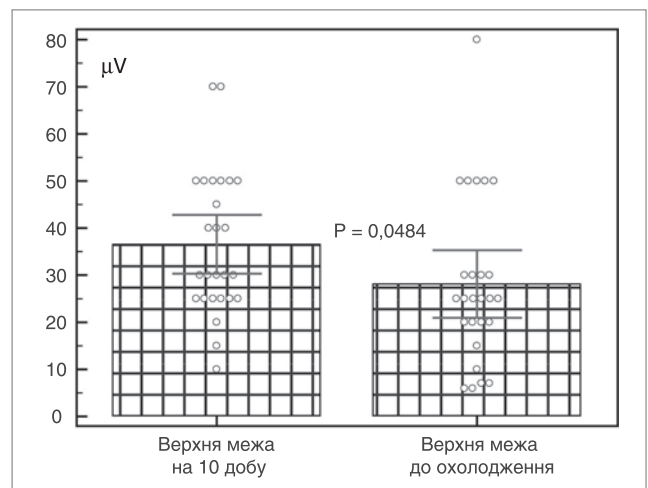 80
μV
70
60
50
40
P = 0,0484
30
20
10
0
Верхня межа
на 10 добу
Верхня межа
до охолодження